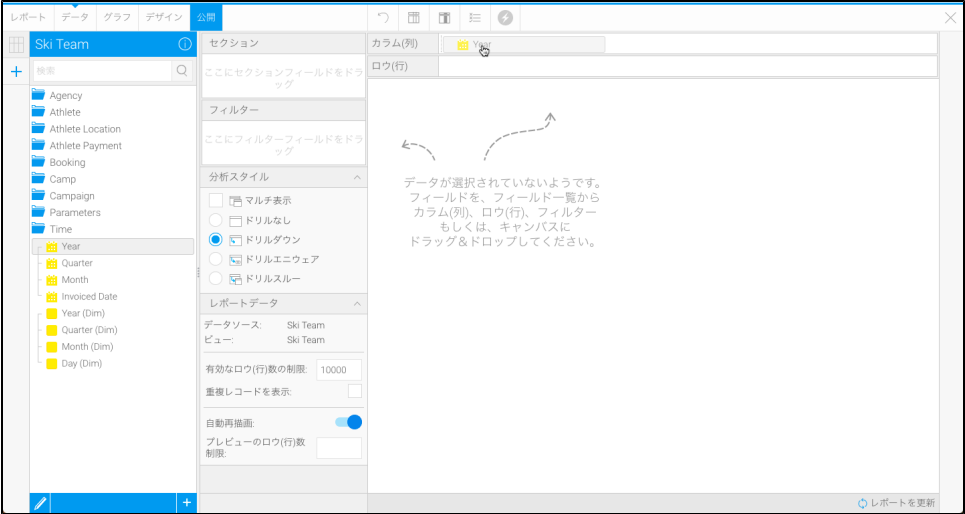 レポート データ グラフ デザイン 公開
Ski Team
検索
Agency
Athlete
Athlete Location
Athlete Payment
Booking
Camp
Campaign
Parameters
Time
Year
Quarter
Month
Invoiced Date
Year (Dim)
Quarter (Dim)
Month (Dim)
Day (Dim)
セクション
ここにセクションフィールドをドラ
ッグ
フィルター
ここにフィルターフィールドをドラ
ッグ
分析スタイル
マルチ表示
ドリルなし
ドリルダウン
ドリルエニウェア
ドリルスルー
レポートデータ
データソース: Ski Team
ビュー: Ski Team
有効なロウ(行)数の制限: 10000
重複レコードを表示:
自動再描画:
プレビューのロウ(行)数
制限:
カラム(列) Year
ロウ(行)
データが選択されていないようです。
フィールドを、フィールド一覧から
カラム(列)、ロウ(行)、フィルター
もしくは、キャンバスに
ドラッグ＆ドロップしてください。
レポートを更新